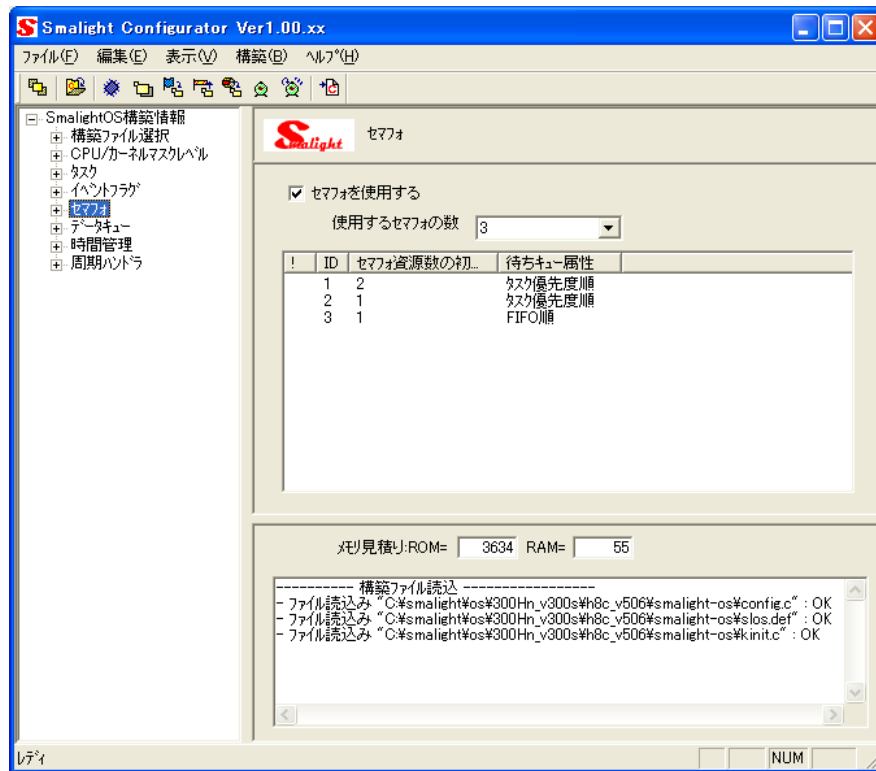 Smalight Configurator Ver1.00.xx
ﾌｧｲﾙ(F) 編集(E) 表示(V) 構築(B) ﾍﾙﾌﾟ(H)
SmalightOS構築情報
構築ﾌｧｲﾙ選択
CPU/ｶｰﾈﾙﾏｽｸﾚﾍﾞﾙ
ﾀｽｸ
ｲﾍﾞﾝﾄﾌﾗｸﾞ
ｾﾏﾌｫ
ﾃﾞｰﾀｷｭｰ
時間管理
周期ﾊﾝﾄﾞﾗ
Smalight ｾﾏﾌｫ
ｾﾏﾌｫを使用する
使用するｾﾏﾌｫの数 3
! ID ｾﾏﾌｫ資源数の初... 待ちｷｭｰ属性
1 2 ﾀｽｸ優先度順
2 1 ﾀｽｸ優先度順
3 1 FIFO順
ﾒﾓﾘ見積り:ROM= 3634 RAM= 55
---------- 構築ﾌｧｲﾙ読込 ------------------
- ﾌｧｲﾙ読込み "C:¥smalight¥os¥300Hn_v300s¥h8c_v506¥smalight-os¥config.c" : OK
- ﾌｧｲﾙ読込み "C:¥smalight¥os¥300Hn_v300s¥h8c_v506¥smalight-os¥slos.def" : OK
- ﾌｧｲﾙ読込み "C:¥smalight¥os¥300Hn_v300s¥h8c_v506¥smalight-os¥kinit.c" : OK
ﾚﾃﾞｨ NUM